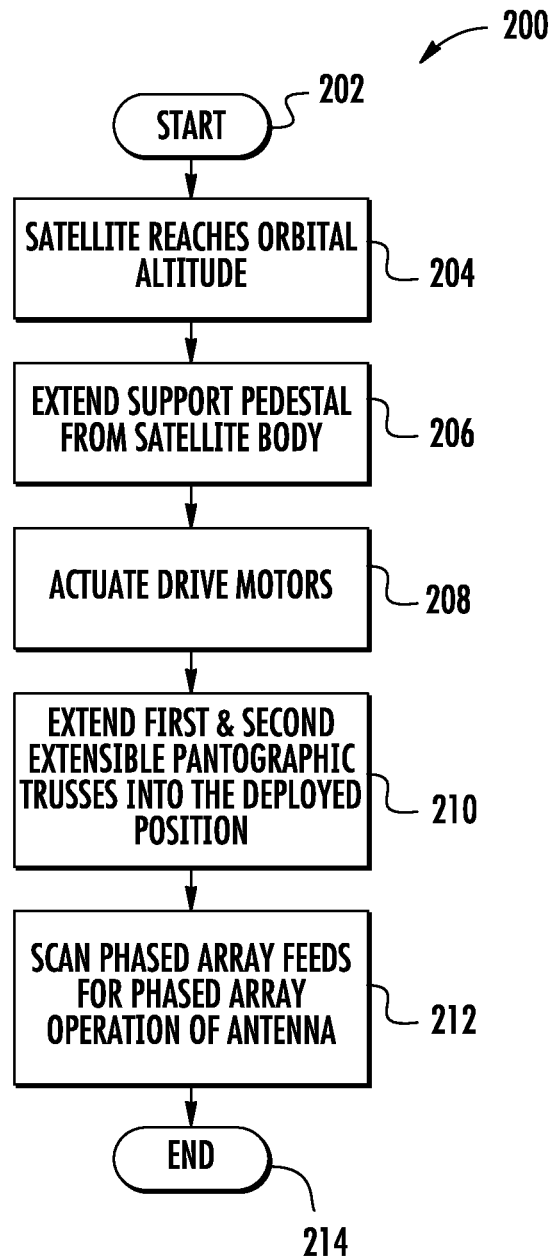 200
START
202
SATELLITE REACHES ORBITAL
ALTITUDE
204
EXTEND SUPPORT PEDESTAL
FROM SATELLITE BODY
206
ACTUATE DRIVE MOTORS
208
EXTEND FIRST & SECOND
EXTENSIBLE PANTOGRAPHIC
TRUSSES INTO THE DEPLOYED
POSITION
210
SCAN PHASED ARRAY FEEDS
FOR PHASED ARRAY
OPERATION OF ANTENNA
212
END
214